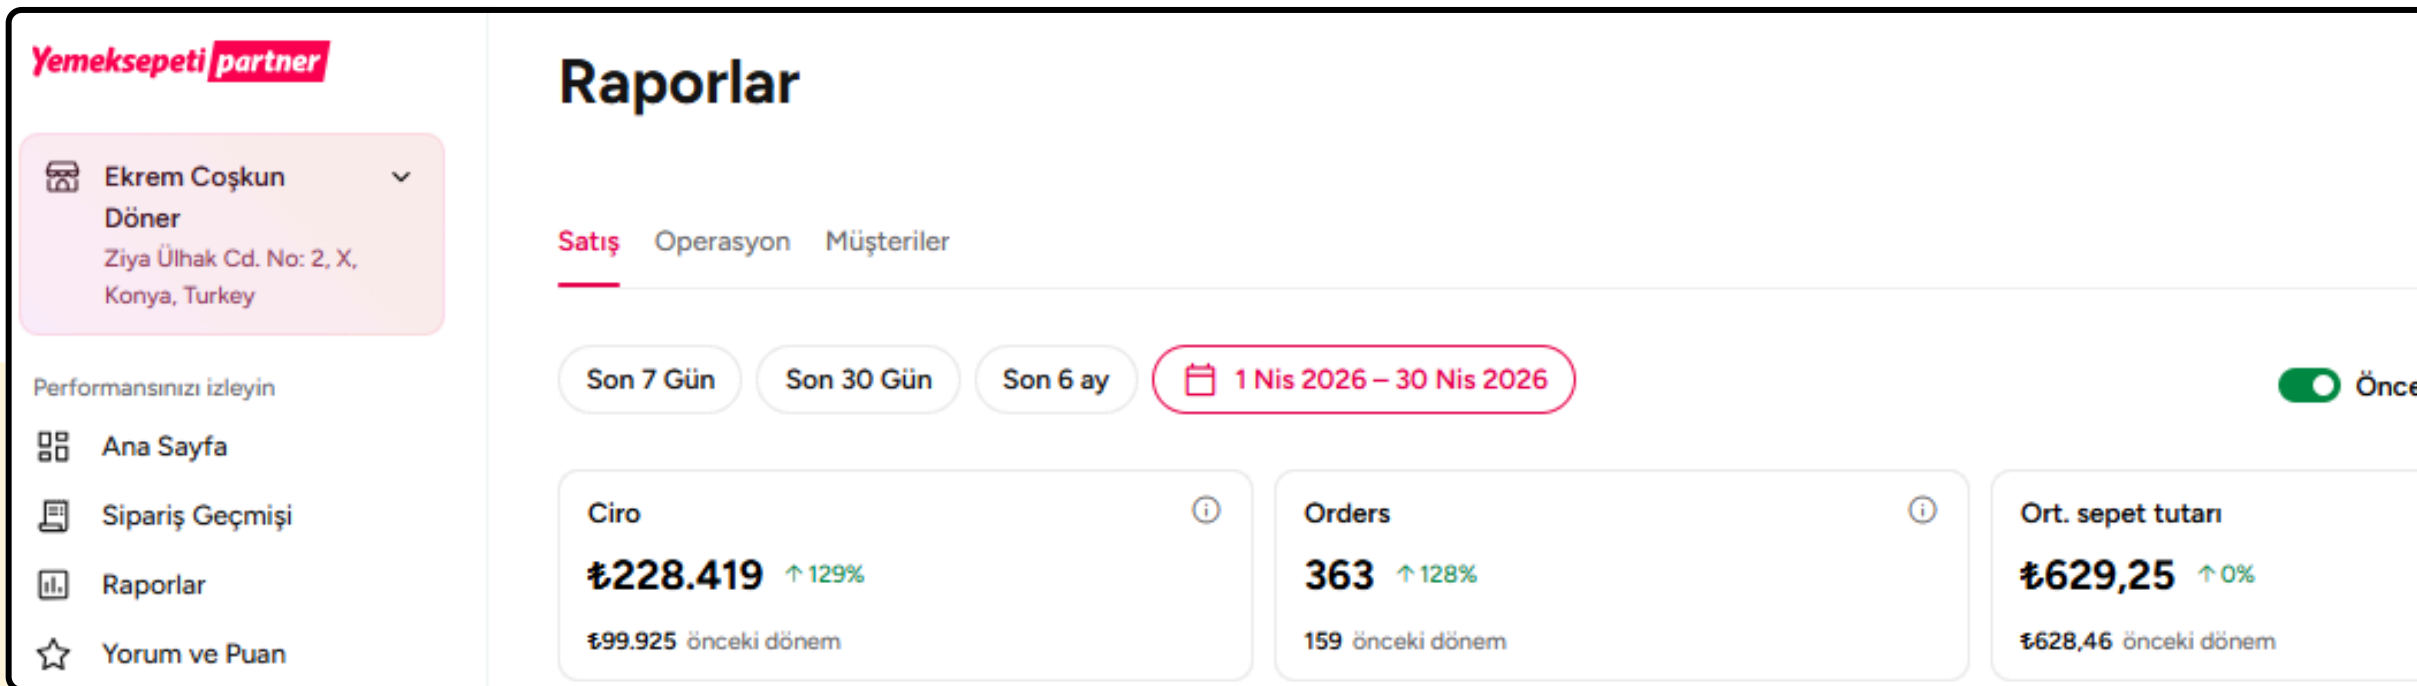 Yemeksepeti partner
Ekrem Coşkun
Döner
Ziya Ülhak Cd. No: 2, X,
Konya, Turkey
Performansınızı izleyin
Ana Sayfa
Sipariş Geçmişi
Raporlar
Yorum ve Puan
Raporlar
Satış Operasyon Müşteriler
Son 7 Gün Son 30 Gün Son 6 ay 1 Nis 2026 – 30 Nis 2026
Ciro
₺228.419 ↑ 129%
₺99.925 önceki dönem
Orders
363 ↑ 128%
159 önceki dönem
Ort. sepet tutarı
₺629,25 ↑ 0%
₺628,46 önceki dönem